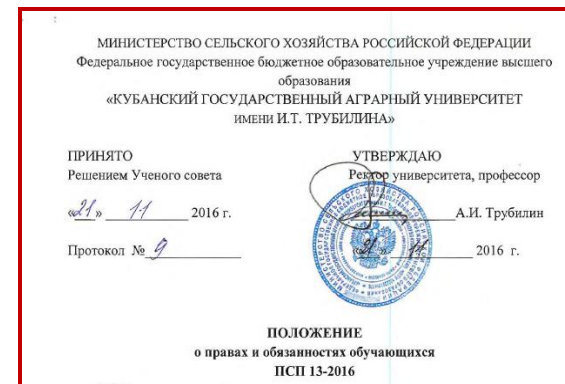 МИНИСТЕРСТВО СЕЛЬСКОГО ХОЗЯЙСТВА РОССИЙСКОЙ ФЕДЕРАЦИИ
Федеральное государственное бюджетное образовательное учреждение высшего
образования
«КУБАНСКИЙ ГОСУДАРСТВЕННЫЙ АГРАРНЫЙ УНИВЕРСИТЕТ
ИМЕНИ И.Т. ТРУБИЛИНА»
ПРИНЯТО
Решением Ученого совета
«21» 11 2016 г.
Протокол № 9
УТВЕРЖДАЮ
Ректор университета, профессор
А.И. Трубилин
«21» 11 2016 г.
ПОЛОЖЕНИЕ
о правах и обязанностях обучающихся
ПСП 13-2016